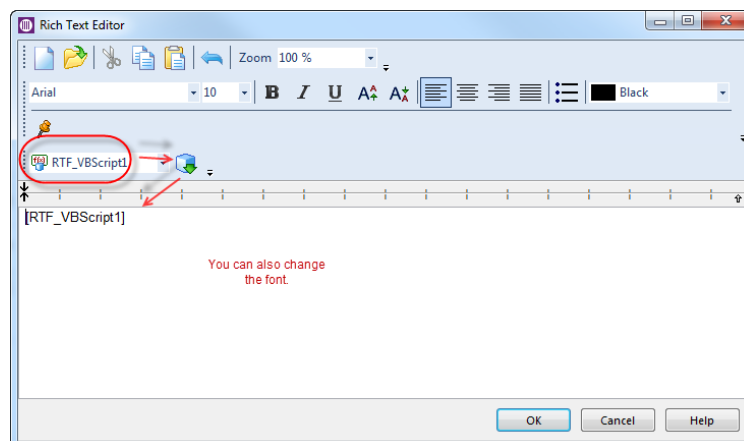 Rich Text Editor
Zoom 100 %
Arial 10 B I U A A Black
f(x) RTF_VBScript1
[RTF_VBScript1]
You can also change
the font.
OK Cancel Help